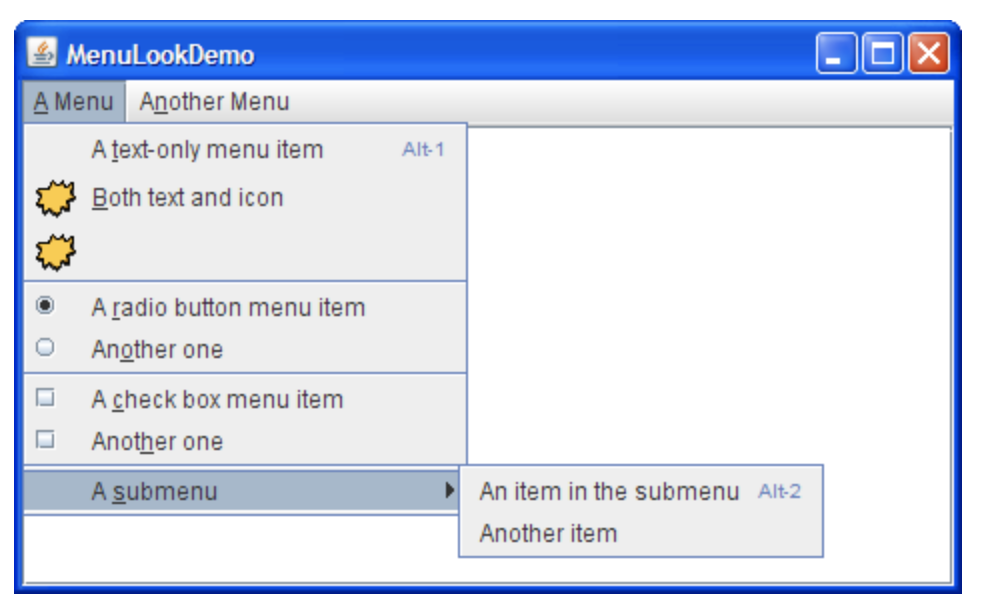 MenuLookDemo
A Menu Another Menu
A text-only menu item Alt-1
Both text and icon
A radio button menu item
Another one
A check box menu item
Another one
A submenu An item in the submenu Alt-2
Another item